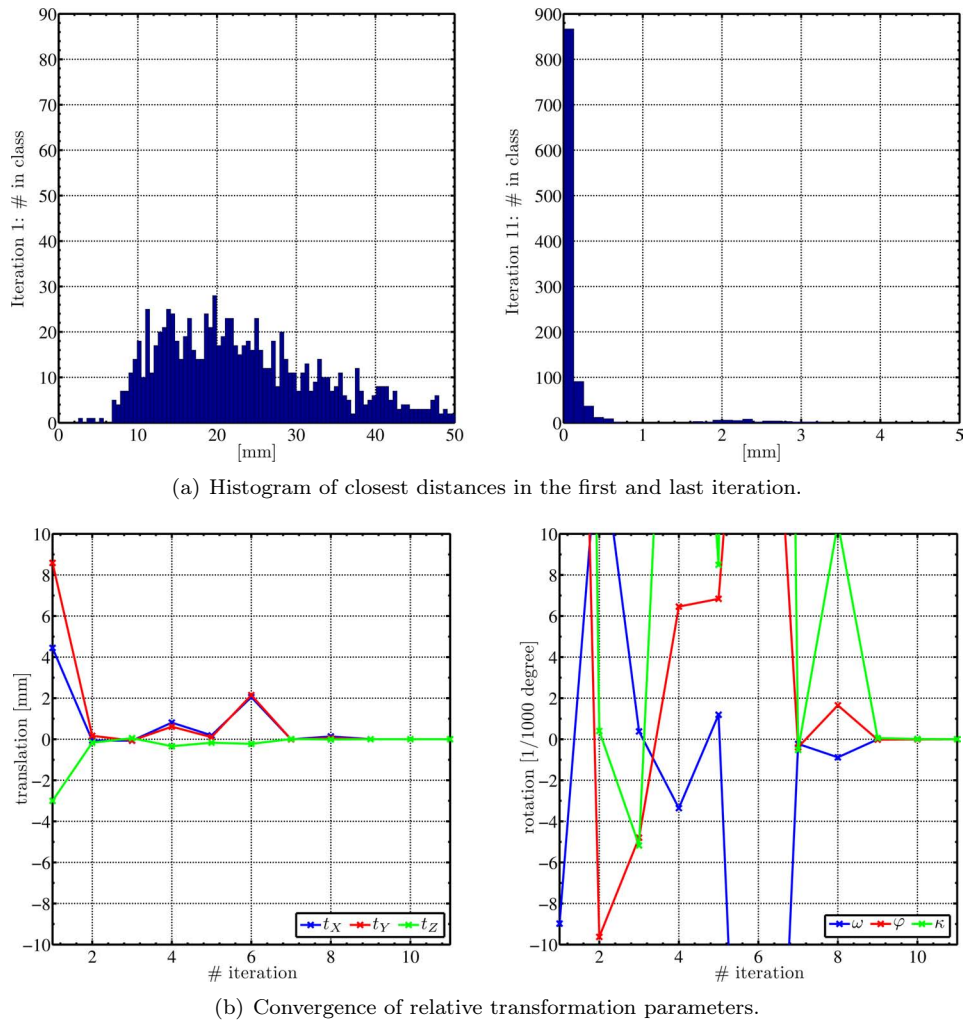 90
80
70
60
50
40
30
20
10
0
0 10 20 30 40 50
[mm]
Iteration 1: # in class
900
800
700
600
500
400
300
200
100
0
0 1 2 3 4 5
[mm]
Iteration 11: # in class
(a) Histogram of closest distances in the first and last iteration.
10
8
6
4
2
0
−2
−4
−6
−8
−10
2 4 6 8 10
# iteration
translation [mm]
t_X t_Y t_Z
10
8
6
4
2
0
−2
−4
−6
−8
−10
2 4 6 8 10
# iteration
rotation [1/1000 degree]
ω φ κ
(b) Convergence of relative transformation parameters.